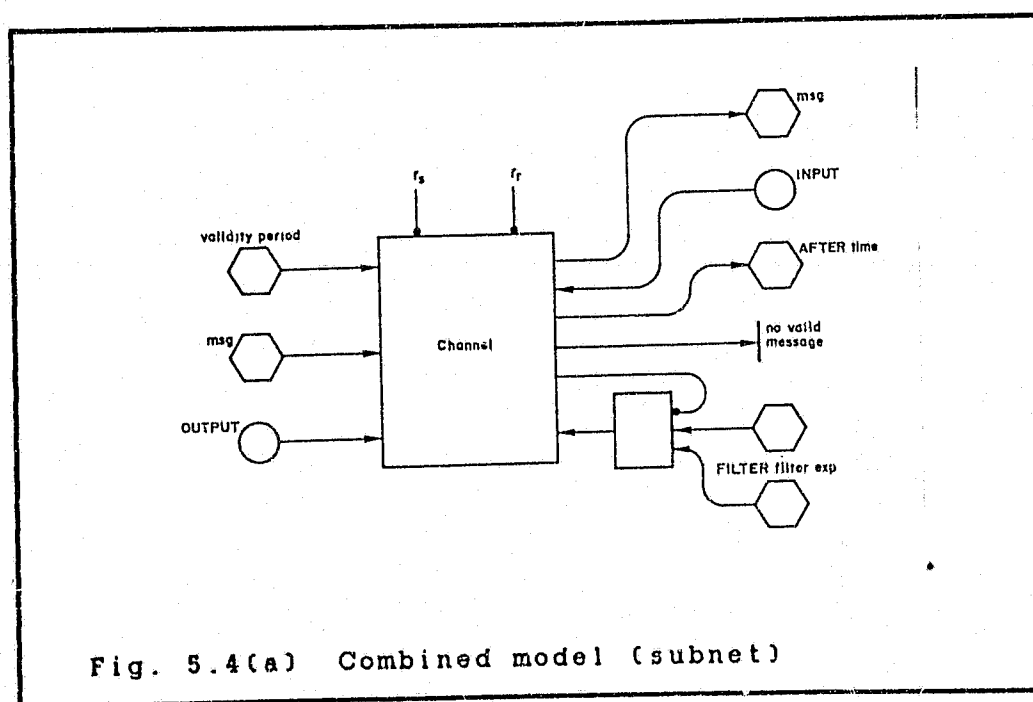 msg
INPUT
r_s
r_r
validity period
AFTER time
msg
Channel
no valid
message
OUTPUT
FILTER filter exp
Fig. 5.4(a) Combined model (subnet)